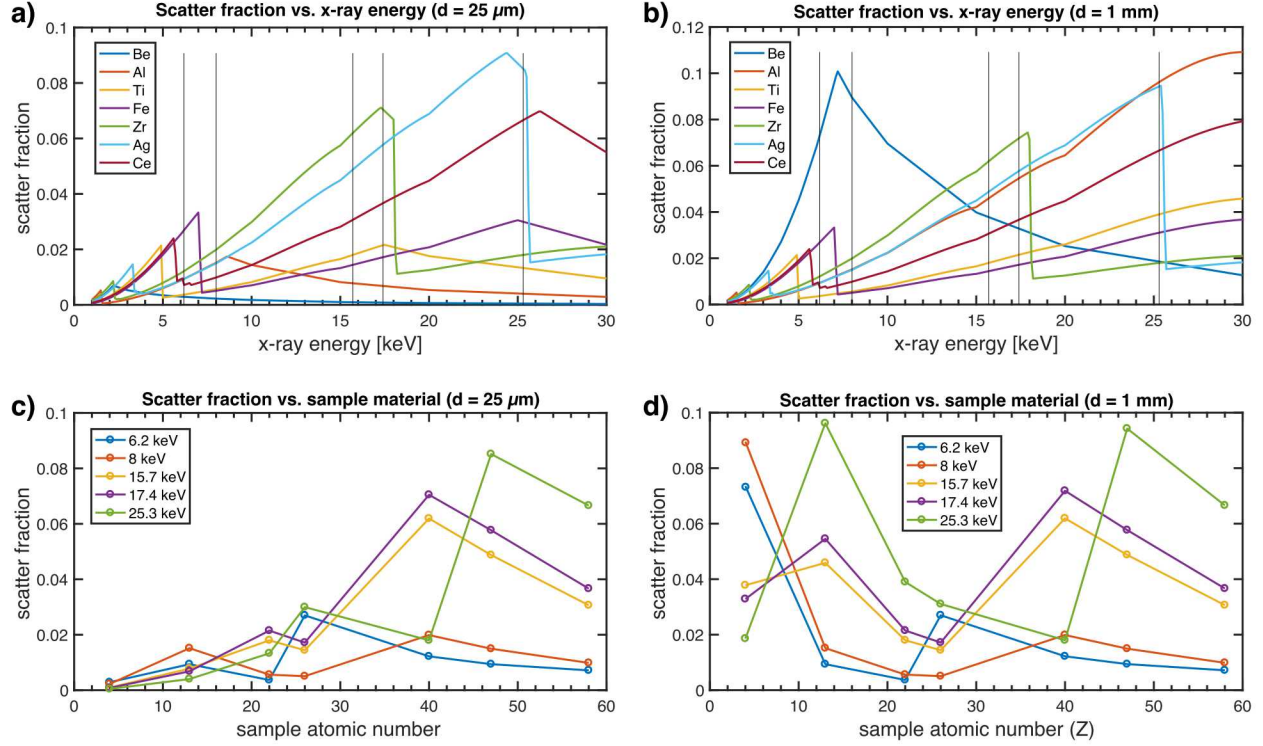 a)
Scatter fraction vs. x-ray energy (d = 25 µm)
0.1
0.08
0.06
0.04
0.02
0
scatter fraction
Be
Al
Ti
Fe
Zr
Ag
Ce
0 5 10 15 20 25 30
x-ray energy [keV]
b)
Scatter fraction vs. x-ray energy (d = 1 mm)
0.12
0.1
0.08
0.06
0.04
0.02
0
scatter fraction
Be
Al
Ti
Fe
Zr
Ag
Ce
0 5 10 15 20 25 30
x-ray energy [keV]
c)
Scatter fraction vs. sample material (d = 25 µm)
0.1
0.08
0.06
0.04
0.02
0
scatter fraction
6.2 keV
8 keV
15.7 keV
17.4 keV
25.3 keV
0 10 20 30 40 50 60
sample atomic number
d)
Scatter fraction vs. sample material (d = 1 mm)
0.1
0.08
0.06
0.04
0.02
0
scatter fraction
6.2 keV
8 keV
15.7 keV
17.4 keV
25.3 keV
0 10 20 30 40 50 60
sample atomic number (Z)